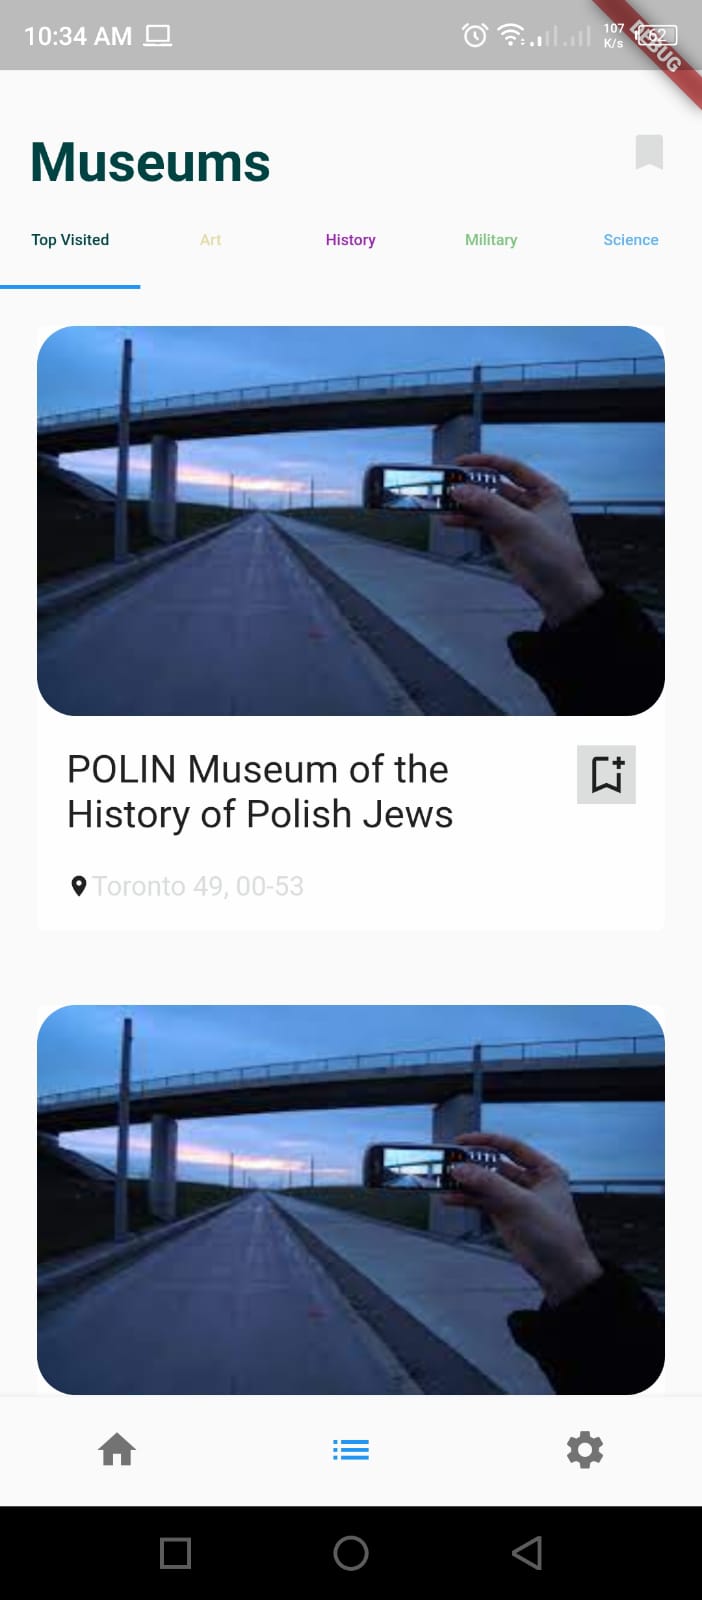 10:34 AM
107
K/s
62
DEBUG
Museums
Top Visited
Art
History
Military
Science
POLIN Museum of the
History of Polish Jews
Toronto 49, 00-53